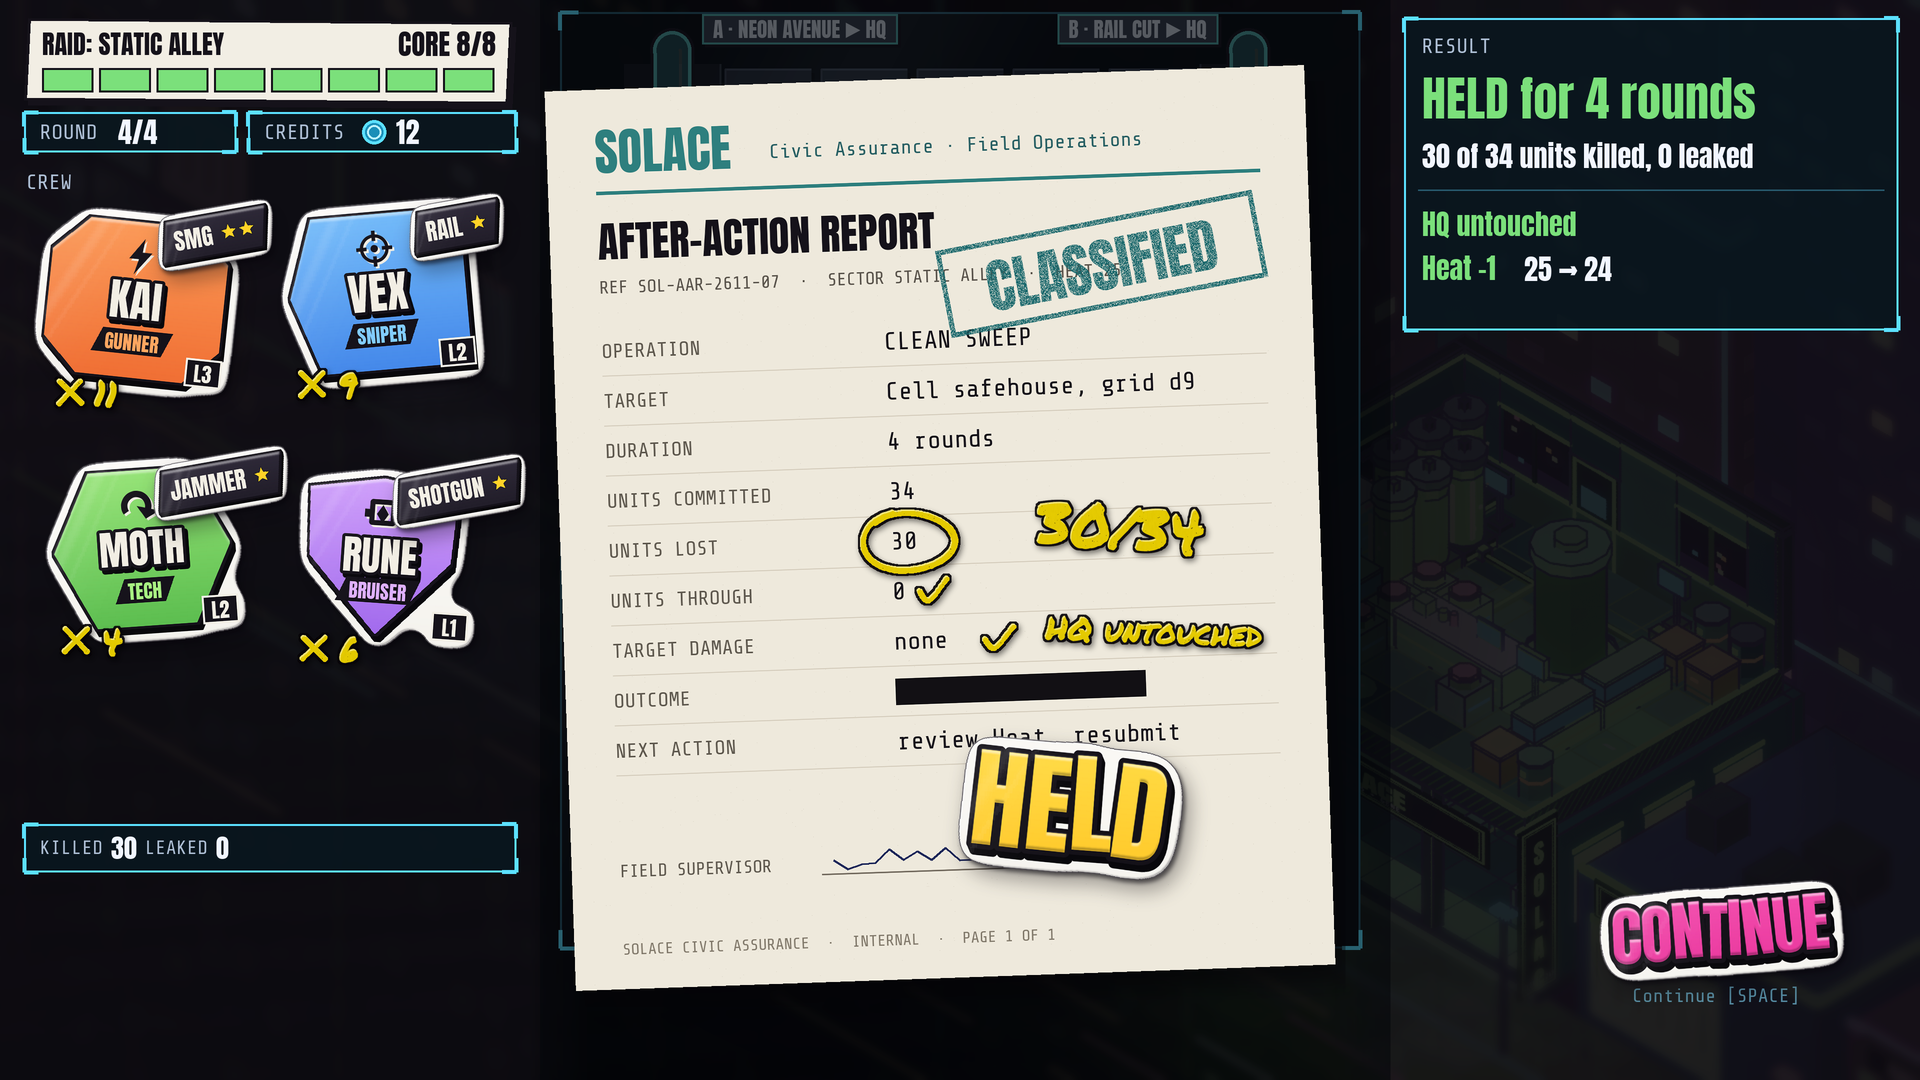 RAID: STATIC ALLEY
CORE 8/8
ROUND 4/4
CREDITS 12
CREW
SMG
KAI
GUNNER
L3
× 11
RAIL
VEX
SNIPER
L2
× 9
JAMMER
MOTH
TECH
L2
× 4
SHOTGUN
RUNE
BRUISER
L1
× 6
KILLED 30 LEAKED 0
A · NEON AVENUE ▶ HQ
B · RAIL CUT ▶ HQ
SOLACE
Civic Assurance · Field Operations
AFTER-ACTION REPORT
CLASSIFIED
REF SOL-AAR-2611-07 · SECTOR STATIC ALLEY · HEAT 25
OPERATION CLEAN SWEEP
TARGET Cell safehouse, grid d9
DURATION 4 rounds
UNITS COMMITTED 34
UNITS LOST 30
30/34
UNITS THROUGH 0 ✓
TARGET DAMAGE none ✓ HQ UNTOUCHED
OUTCOME
NEXT ACTION review Heat, resubmit
HELD
FIELD SUPERVISOR
SOLACE CIVIC ASSURANCE · INTERNAL · PAGE 1 OF 1
RESULT
HELD for 4 rounds
30 of 34 units killed, 0 leaked
HQ untouched
Heat -1 25 → 24
CONTINUE
Continue [SPACE]